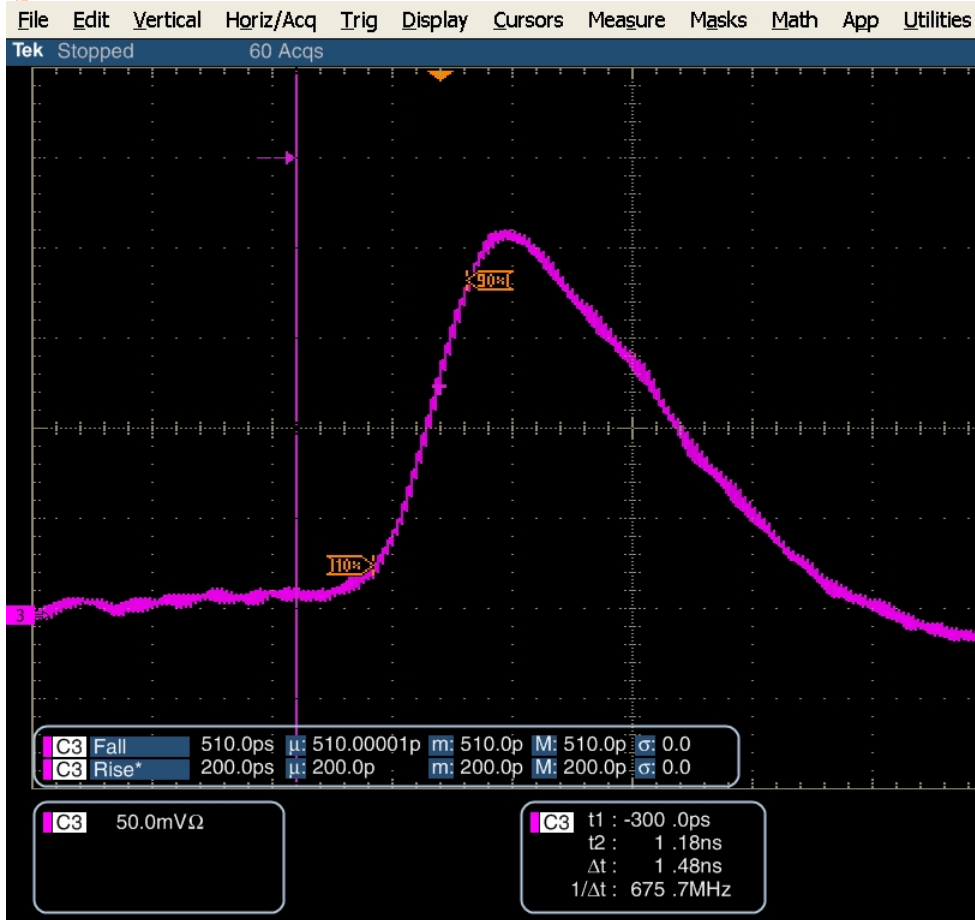 File Edit Vertical Horiz/Acq Trig Display Cursors Measure Masks Math App Utilities
Tek Stopped 60 Acqs
90%
10%
3
C3 Fall 510.0ps µ: 510.00001p m: 510.0p M: 510.0p σ: 0.0
C3 Rise* 200.0ps µ: 200.0p m: 200.0p M: 200.0p σ: 0.0
C3 50.0mVΩ
C3 t1 : -300 .0ps
t2 : 1 .18ns
Δt : 1 .48ns
1/Δt : 675 .7MHz